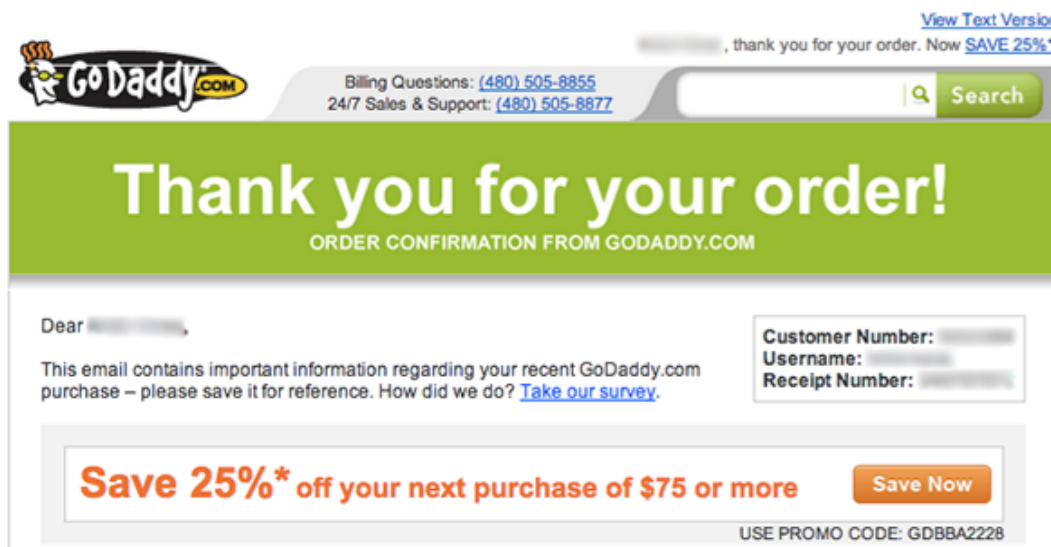 View Text Versio
, thank you for your order. Now SAVE 25%*
GoDaddy.COM
Billing Questions: (480) 505-8855
24/7 Sales & Support: (480) 505-8877
Search
Thank you for your order!
ORDER CONFIRMATION FROM GODADDY.COM
Dear ,
Customer Number:
Username:
Receipt Number:
This email contains important information regarding your recent GoDaddy.com
purchase – please save it for reference. How did we do? Take our survey.
Save 25%* off your next purchase of $75 or more
Save Now
USE PROMO CODE: GDBBA2228